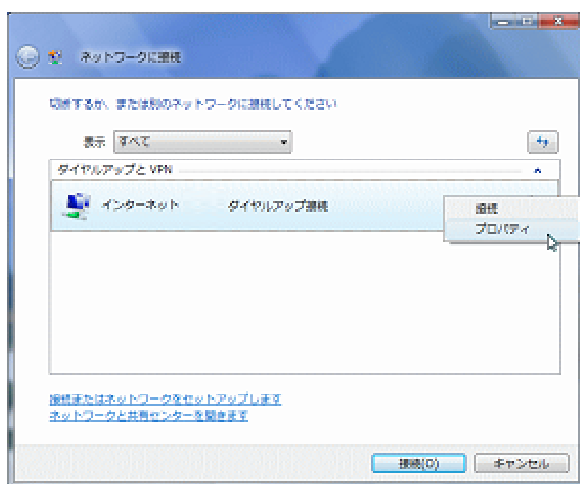 ネットワークに接続
切断するか、または別のネットワークに接続してください
表示 すべて
ダイヤルアップと VPN
インターネット ダイヤルアップ接続
接続
プロパティ
接続またはネットワークをセットアップします
ネットワークと共有センターを開きます
接続(O) キャンセル